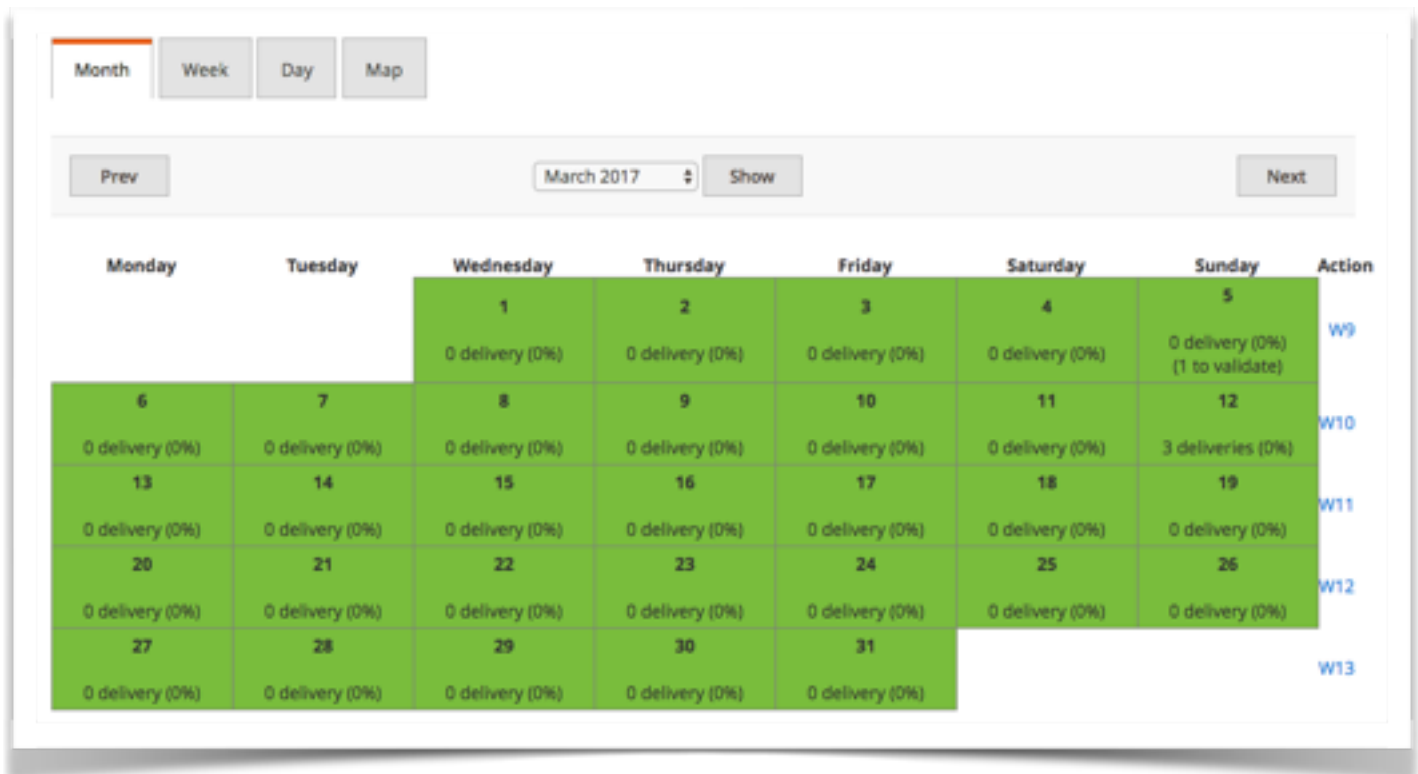 Month Week Day Map
Prev March 2017 Show Next
Monday Tuesday Wednesday Thursday Friday Saturday Sunday Action
1 2 3 4 5
0 delivery (0%) 0 delivery (0%) 0 delivery (0%) 0 delivery (0%) 0 delivery (0%)
(1 to validate)
W9
6 7 8 9 10 11 12
0 delivery (0%) 0 delivery (0%) 0 delivery (0%) 0 delivery (0%) 0 delivery (0%) 0 delivery (0%) 3 deliveries (0%)
W10
13 14 15 16 17 18 19
0 delivery (0%) 0 delivery (0%) 0 delivery (0%) 0 delivery (0%) 0 delivery (0%) 0 delivery (0%) 0 delivery (0%)
W11
20 21 22 23 24 25 26
0 delivery (0%) 0 delivery (0%) 0 delivery (0%) 0 delivery (0%) 0 delivery (0%) 0 delivery (0%) 0 delivery (0%)
W12
27 28 29 30 31
0 delivery (0%) 0 delivery (0%) 0 delivery (0%) 0 delivery (0%) 0 delivery (0%)
W13